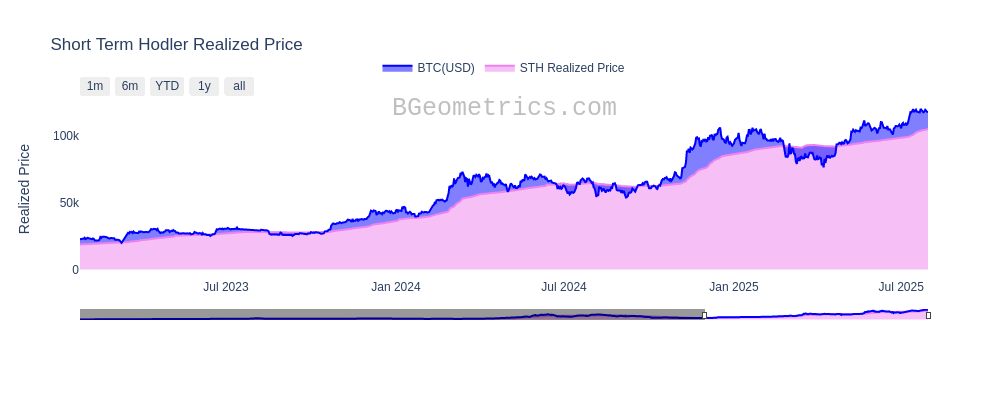 Short Term Hodler Realized Price
BTC(USD) STH Realized Price
1m 6m YTD 1y all
BGeometrics.com
Realized Price
100k
50k
0
Jul 2023 Jan 2024 Jul 2024 Jan 2025 Jul 2025